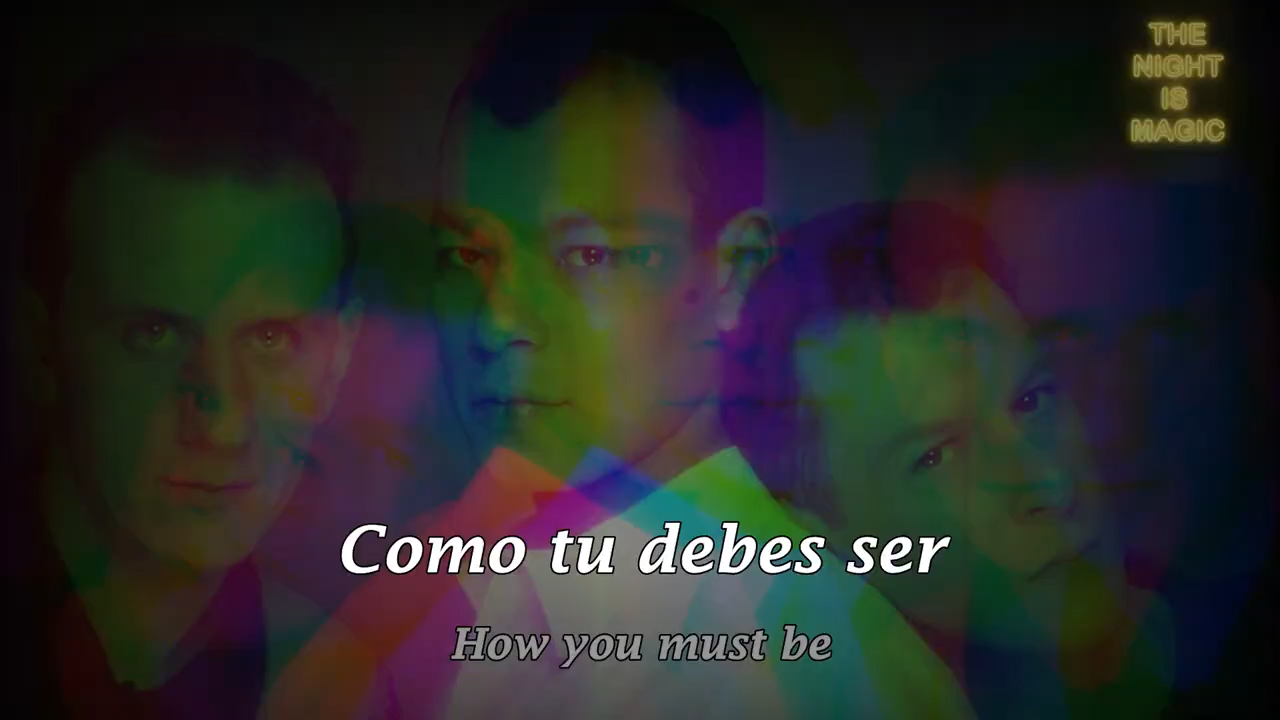 THE
NIGHT
IS
MAGIC
Como tu debes ser
How you must be